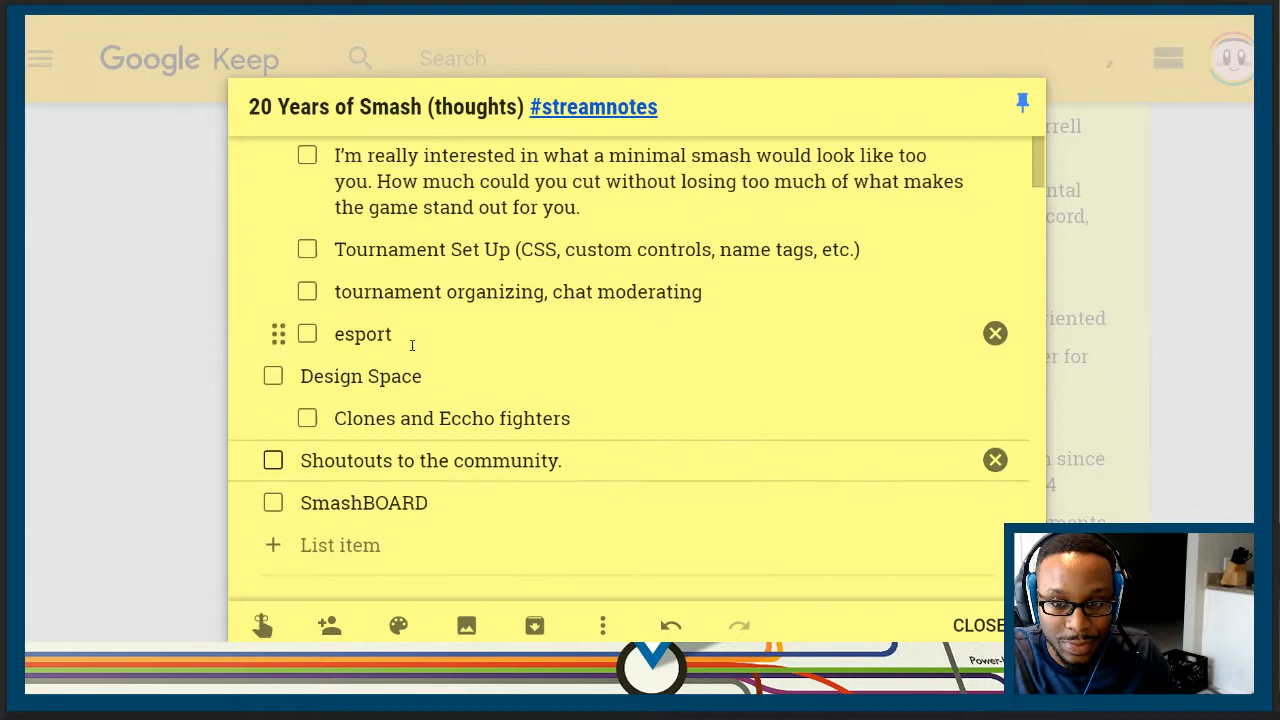 Google Keep
Search
20 Years of Smash (thoughts) #streamnotes
I'm really interested in what a minimal smash would look like too
you. How much could you cut without losing too much of what makes
the game stand out for you.
Tournament Set Up (CSS, custom controls, name tags, etc.)
tournament organizing, chat moderating
esport
Design Space
Clones and Eccho fighters
Shoutouts to the community.
SmashBOARD
+ List item
CLOSE